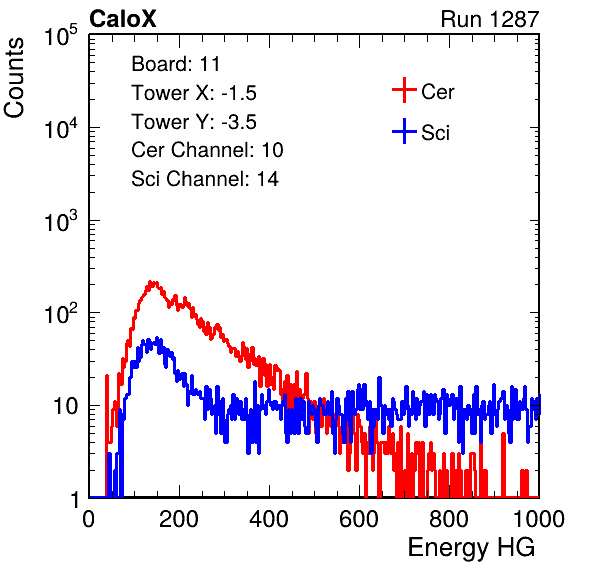 CaloX Run 1287
Counts
10^5
10^4
10^3
10^2
10
1
Board: 11
Tower X: -1.5
Tower Y: -3.5
Cer Channel: 10
Sci Channel: 14
Cer
Sci
0 200 400 600 800 1000
Energy HG